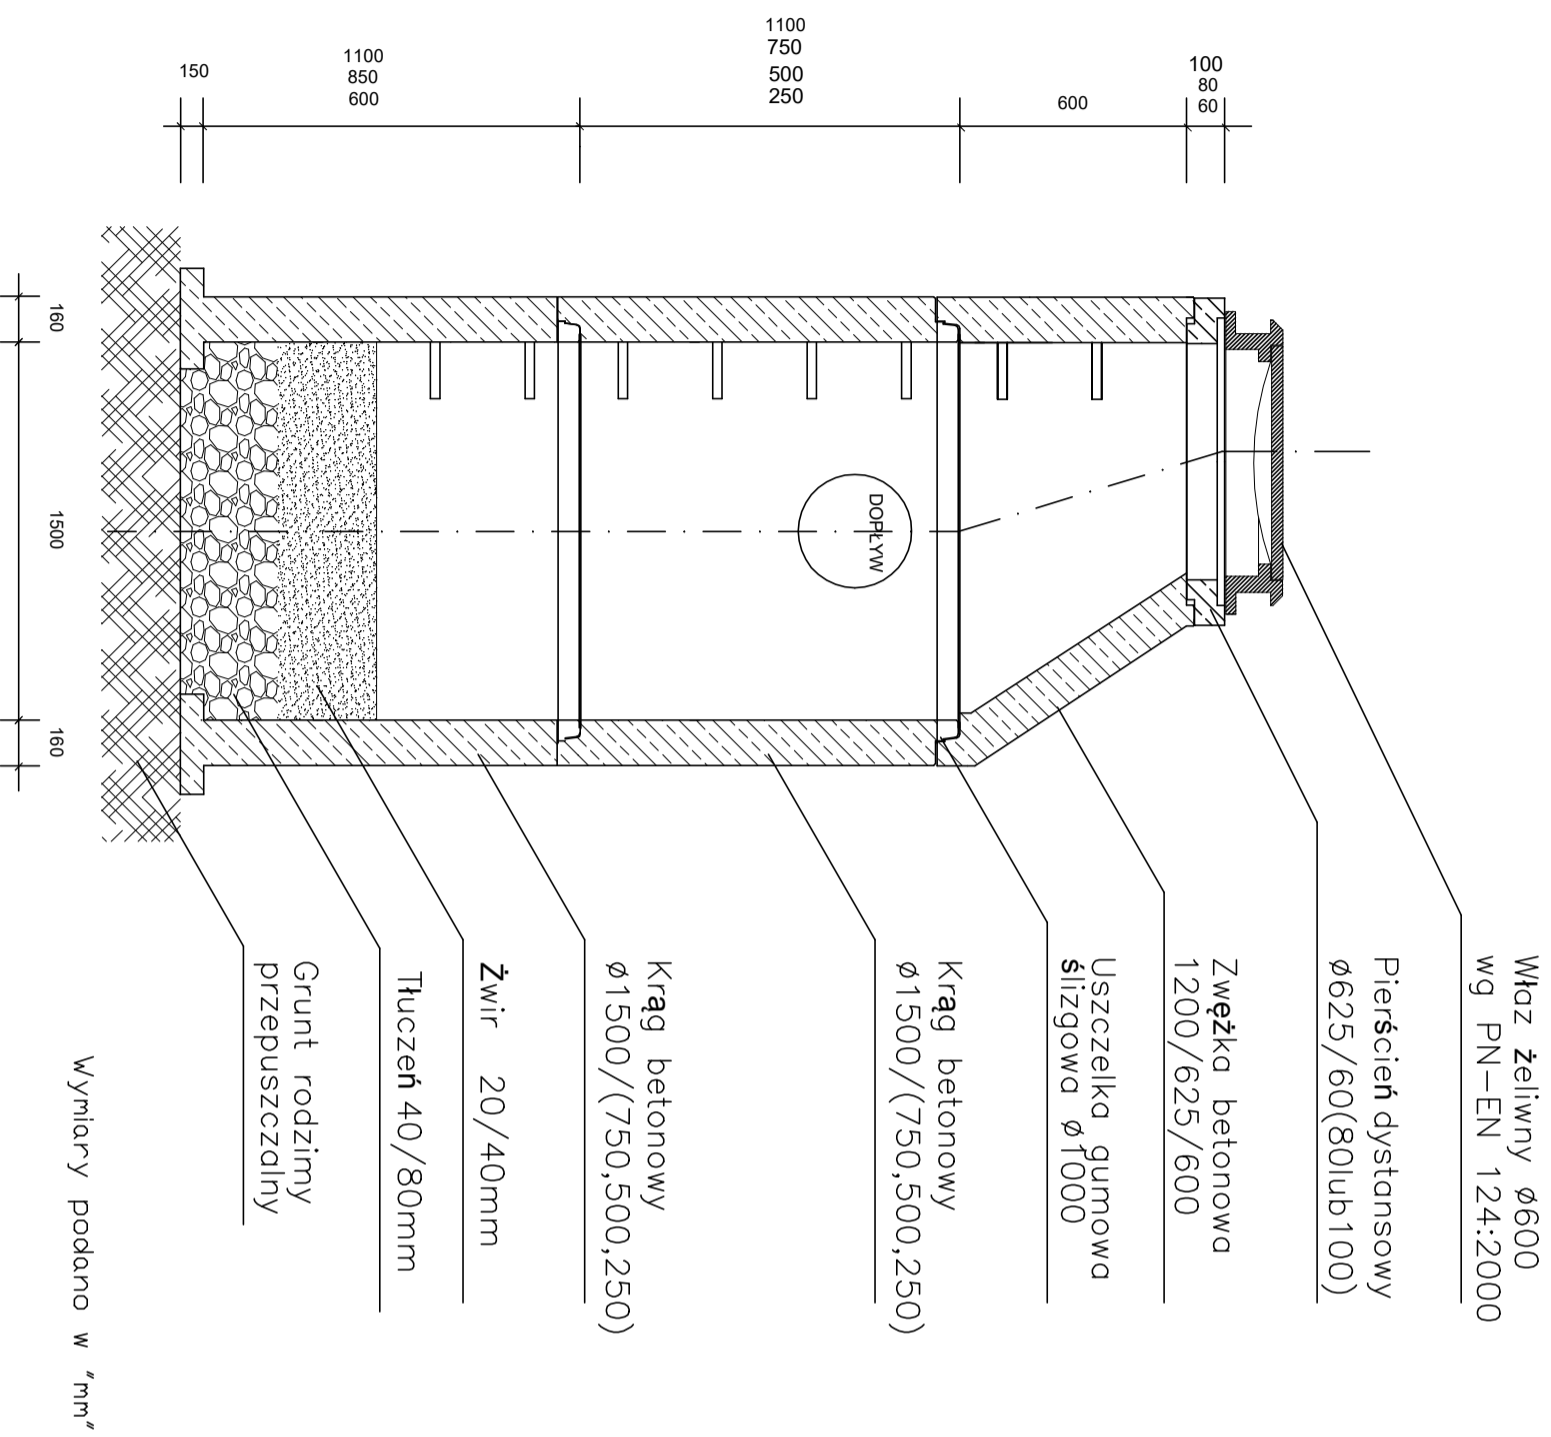 150
1100
850
600
1100
750
500
250
600
100
80
60
160
1500
160
DOPŁYW
Właz żeliwny ø600
wg PN-EN 124:2000
Pierścień dystansowy
ø625/60(80lub100)
Zwężka betonowa
1200/625/600
Uszczelka gumowa
ślizgowa ø1000
Krąg betonowy
ø1500/(750,500,250)
Krąg betonowy
ø1500/(750,500,250)
Żwir 20/40mm
Tłuczeń 40/80mm
Grunt rodzimy
przepuszczalny
Wymiary podano w "mm"